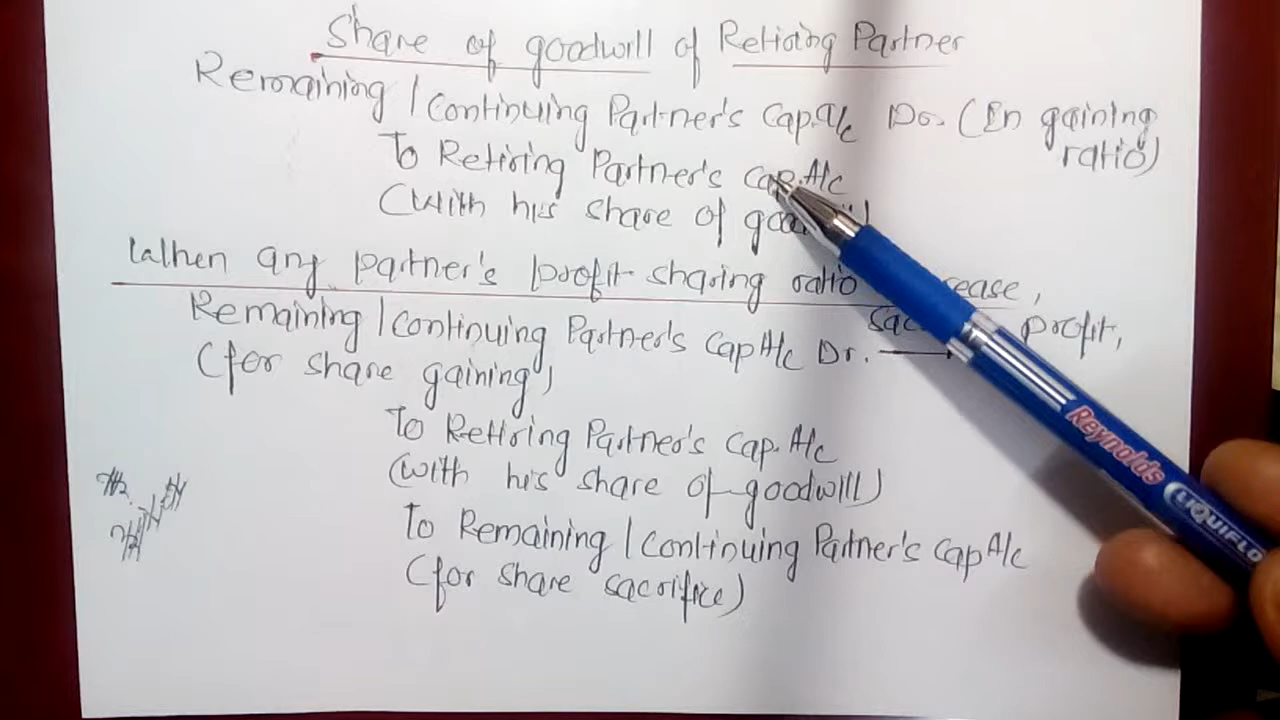 Share of goodwill of Retiring Partner
Remaining / Continuing Partner's Cap. A/c Dr. (In gaining
ratio)
To Retiring Partner's Cap. A/c
(With his share of
When any partner's profit sharing ratio
profit,
Remaining / Continuing Partner's Cap A/c Dr.
(for share gaining)
To Retiring Partner's Cap. A/c
(with his share of goodwill)
To Remaining / Continuing Partner's Cap A/c
(for share sacrifice)
Reynolds
LIQUIFLO